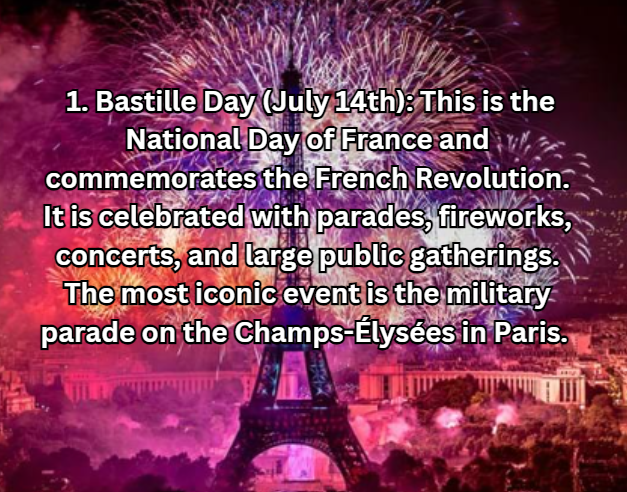 1. Bastille Day (July 14th): This is the
National Day of France and
commemorates the French Revolution.
It is celebrated with parades, fireworks,
concerts, and large public gatherings.
The most iconic event is the military
parade on the Champs-Élysées in Paris.